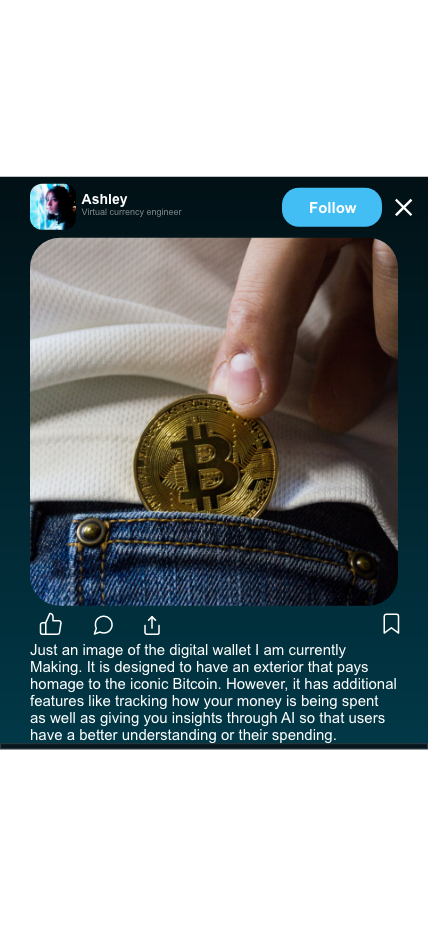 Ashley
Virtual currency engineer
Follow
Just an image of the digital wallet I am currently
Making. It is designed to have an exterior that pays
homage to the iconic Bitcoin. However, it has additional
features like tracking how your money is being spent
as well as giving you insights through AI so that users
have a better understanding or their spending.